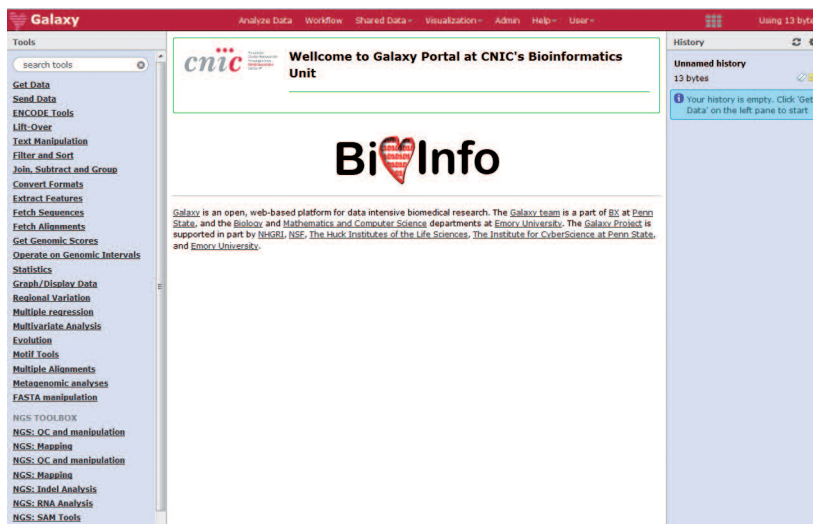 Galaxy
Analyze Data Workflow Shared Data Visualization Admin Help User
Using 13 byte
Tools
search tools
Get Data
Send Data
ENCODE Tools
Lift-Over
Text Manipulation
Filter and Sort
Join, Subtract and Group
Convert Formats
Extract Features
Fetch Sequences
Fetch Alignments
Get Genomic Scores
Operate on Genomic Intervals
Statistics
Graph/Display Data
Regional Variation
Multiple regression
Multivariate Analysis
Evolution
Motif Tools
Multiple Alignments
Metagenomic analyses
FASTA manipulation
NGS TOOLBOX
NGS: QC and manipulation
NGS: Mapping
NGS: QC and manipulation
NGS: Mapping
NGS: Indel Analysis
NGS: RNA Analysis
NGS: SAM Tools
cnic
Wellcome to Galaxy Portal at CNIC's Bioinformatics
Unit
Bi Info
Galaxy is an open, web-based platform for data intensive biomedical research. The Galaxy team is a part of BX at Penn
State, and the Biology and Mathematics and Computer Science departments at Emory University. The Galaxy Project is
supported in part by NHGRI, NSF, The Huck Institutes of the Life Sciences, The Institute for CyberScience at Penn State,
and Emory University.
History
Unnamed history
13 bytes
Your history is empty. Click 'Get
Data' on the left pane to start